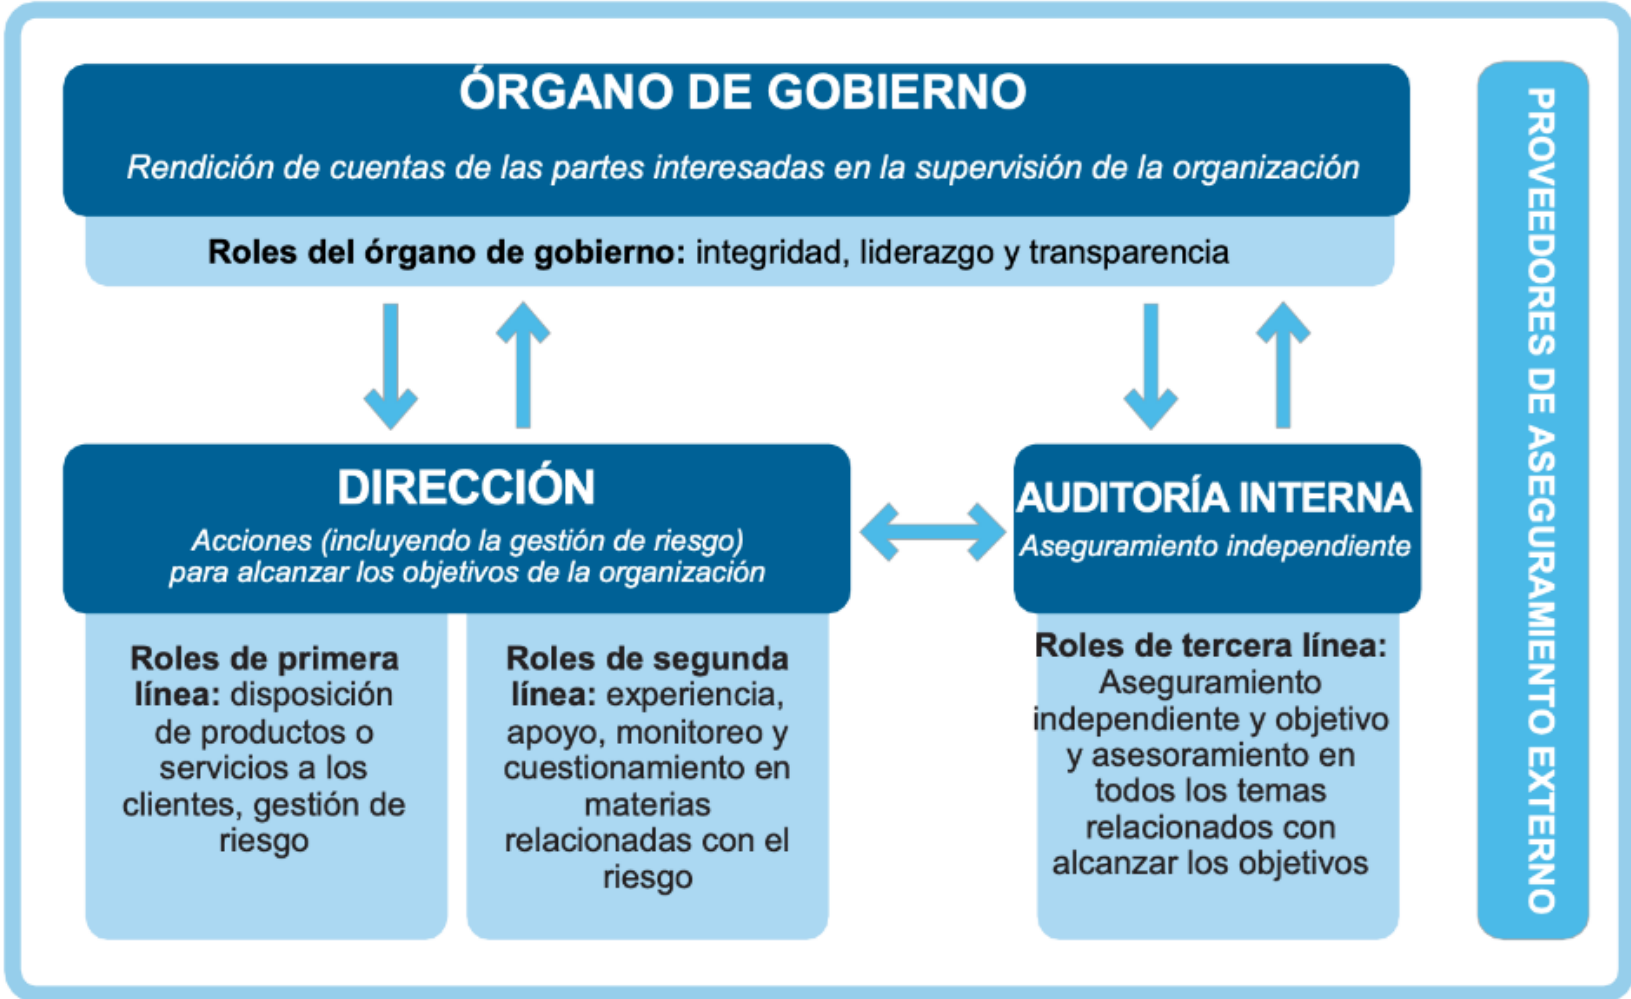 ÓRGANO DE GOBIERNO
Rendición de cuentas de las partes interesadas en la supervisión de la organización
Roles del órgano de gobierno: integridad, liderazgo y transparencia
DIRECCIÓN
Acciones (incluyendo la gestión de riesgo)
para alcanzar los objetivos de la organización
Roles de primera
línea: disposición
de productos o
servicios a los
clientes, gestión de
riesgo
Roles de segunda
línea: experiencia,
apoyo, monitoreo y
cuestionamiento en
materias
relacionadas con el
riesgo
AUDITORÍA INTERNA
Aseguramiento independiente
Roles de tercera línea:
Aseguramiento
independiente y objetivo
y asesoramiento en
todos los temas
relacionados con
alcanzar los objetivos
PROVEEDORES DE ASEGURAMIENTO EXTERNO